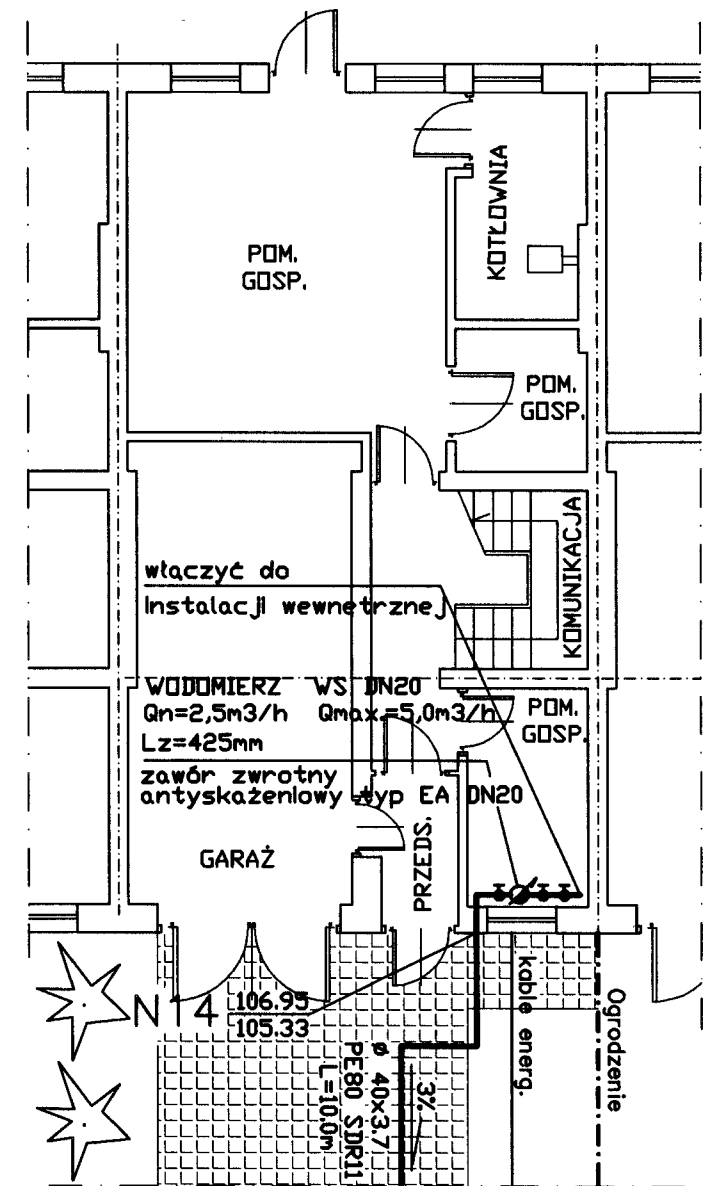 POM.
GOSP.
KOTŁOWNIA
POM.
GOSP.
KOMUNIKACJA
włączyć do
Instalacji wewnetrznej
WODOMIERZ WS DN20
Qn=2,5m3/h Qmax.=5,0m3/h
Lz=425mm
zawór zwrotny
antyskażeniowy typ EA DN20
POM.
GOSP.
GARAŻ
PRZEDS.
N14
106.95
105.33
ø 40x3.7
PE80 SDR11
L=10.0m
3%
kable energ.
Ogrodzenie